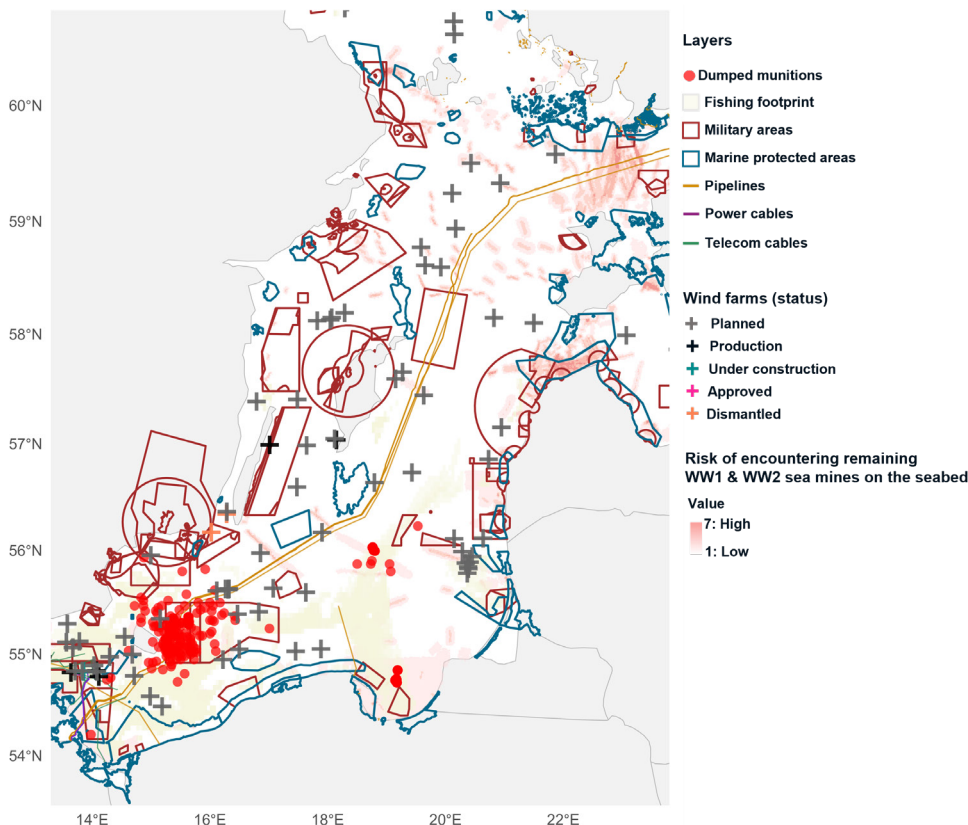 60°N
59°N
58°N
57°N
56°N
55°N
54°N
14°E
16°E
18°E
20°E
22°E
Layers
Dumped munitions
Fishing footprint
Military areas
Marine protected areas
Pipelines
Power cables
Telecom cables
Wind farms (status)
Planned
Production
Under construction
Approved
Dismantled
Risk of encountering remaining
WW1 & WW2 sea mines on the seabed
Value
7: High
1: Low